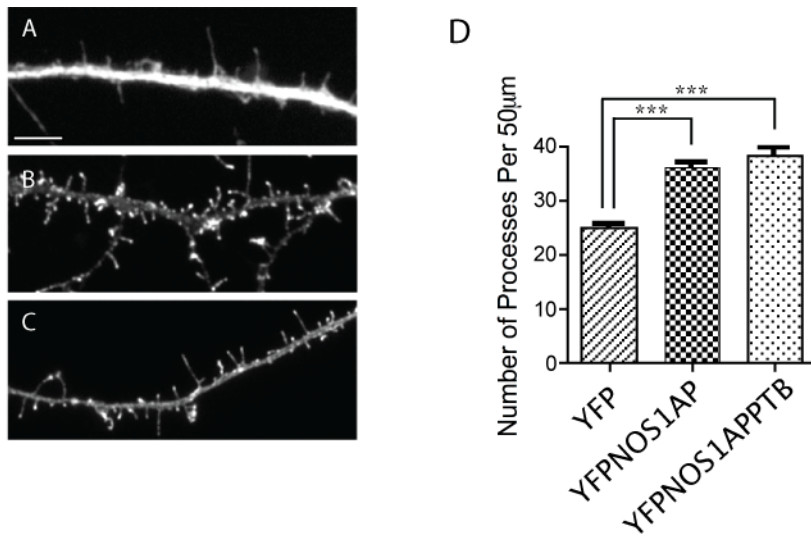 A
B
C
D
Number of Processes Per 50µm
40
30
20
10
0
***
***
YFP
YFPNOS1AP
YFPNOS1APPTB